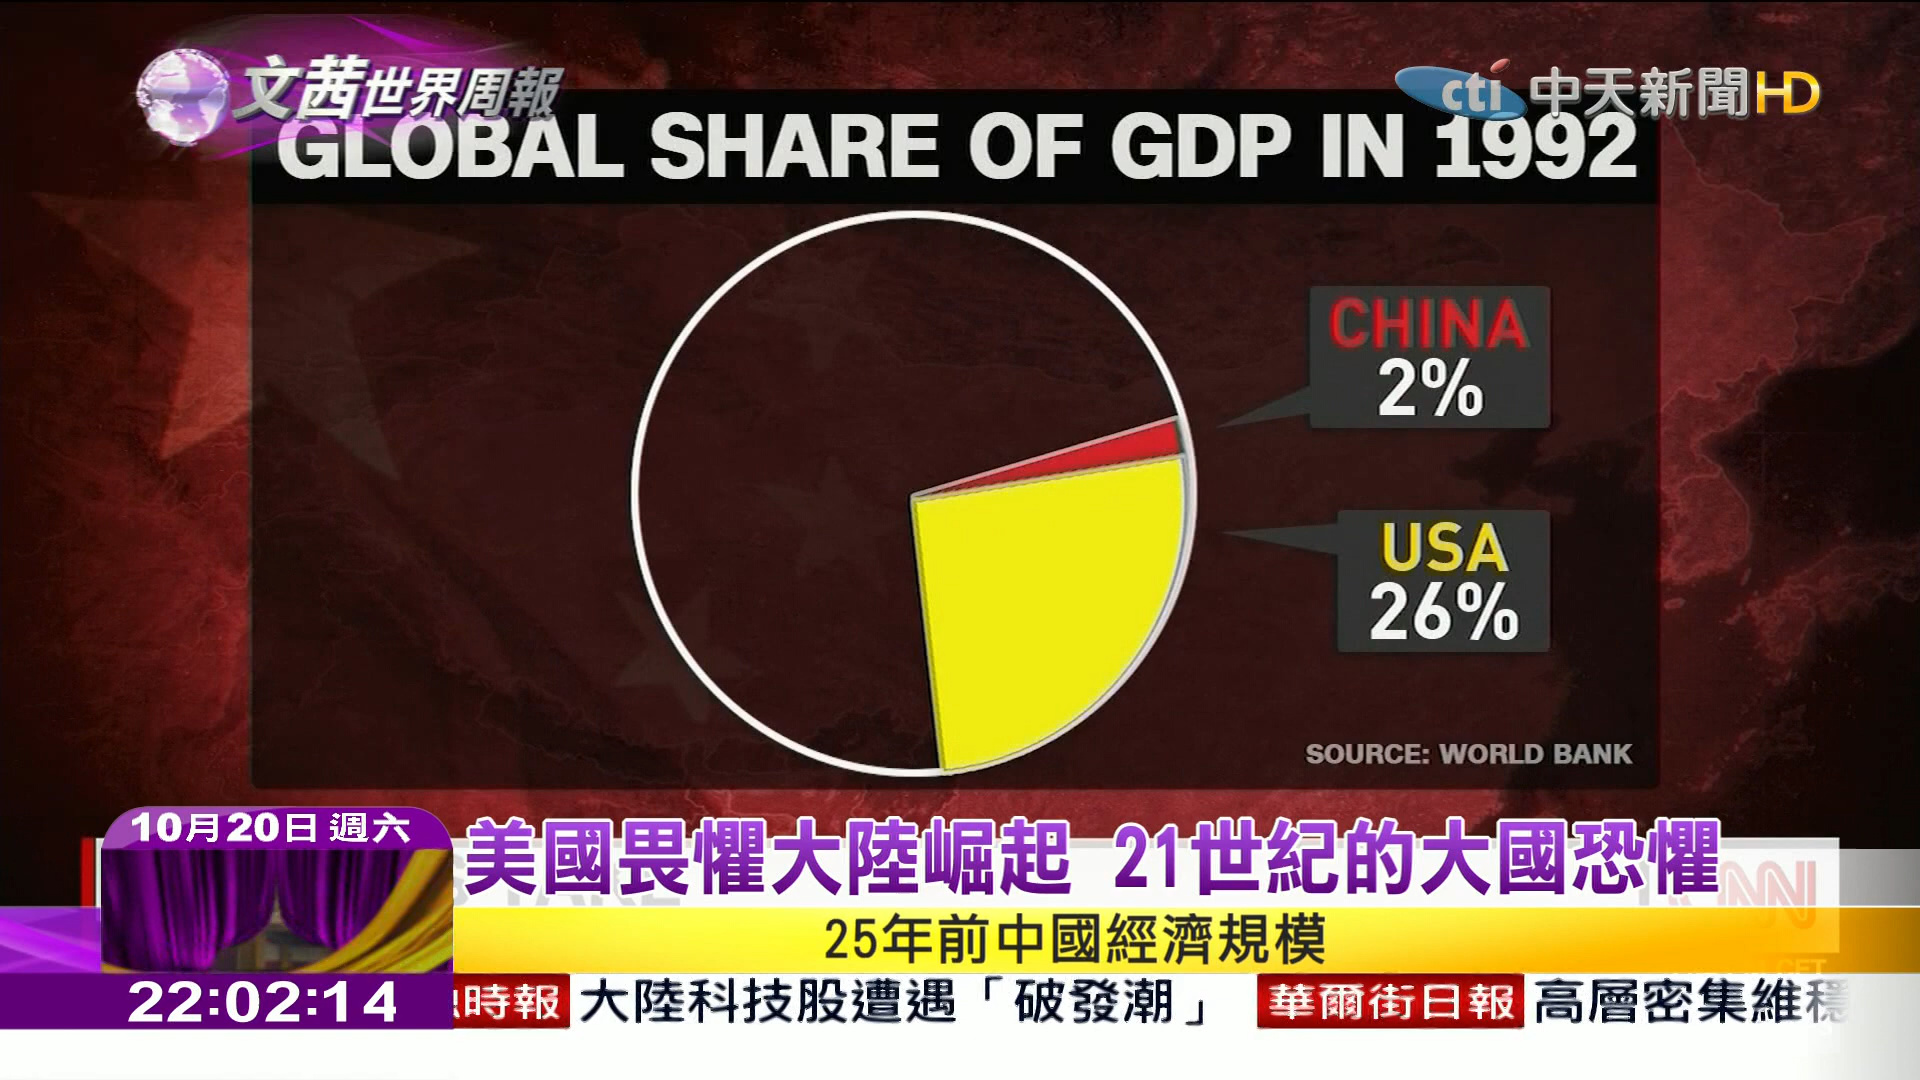 文茜世界周報
cti 中天新聞HD
GLOBAL SHARE OF GDP IN 1992
CHINA
2%
USA
26%
SOURCE: WORLD BANK
10月20日 週六
美國畏懼大陸崛起 21世紀的大國恐懼
25年前中國經濟規模
22:02:14
時報 大陸科技股遭遇「破發潮」 華爾街日報 高層密集維穩